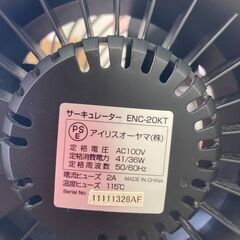 サーキュレーター ENC-20KT
PS
E
アイリスオーヤマ(株)
定格電圧 AC100V
定格消費電力 41/36W
定格周波数 50/60Hz
電流ヒューズ 2A
温度ヒューズ 115℃ MADE IN CHINA
Serial No. 11111326AF